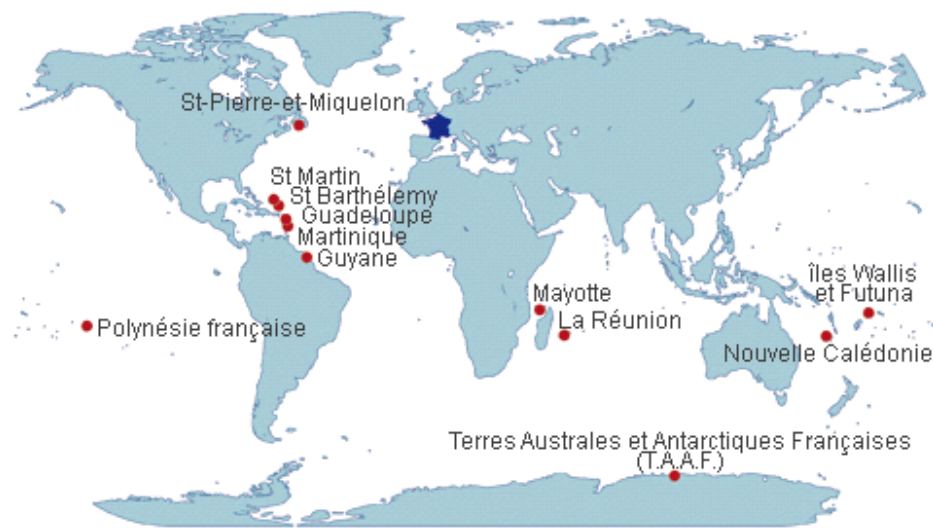 St-Pierre-et-Miquelon
St Martin
St Barthélemy
Guadeloupe
Martinique
Guyane
Mayotte
La Réunion
îles Wallis
et Futuna
Polynésie française
Nouvelle Calédonie
Terres Australes et Antarctiques Françaises
(T.A.A.F.)